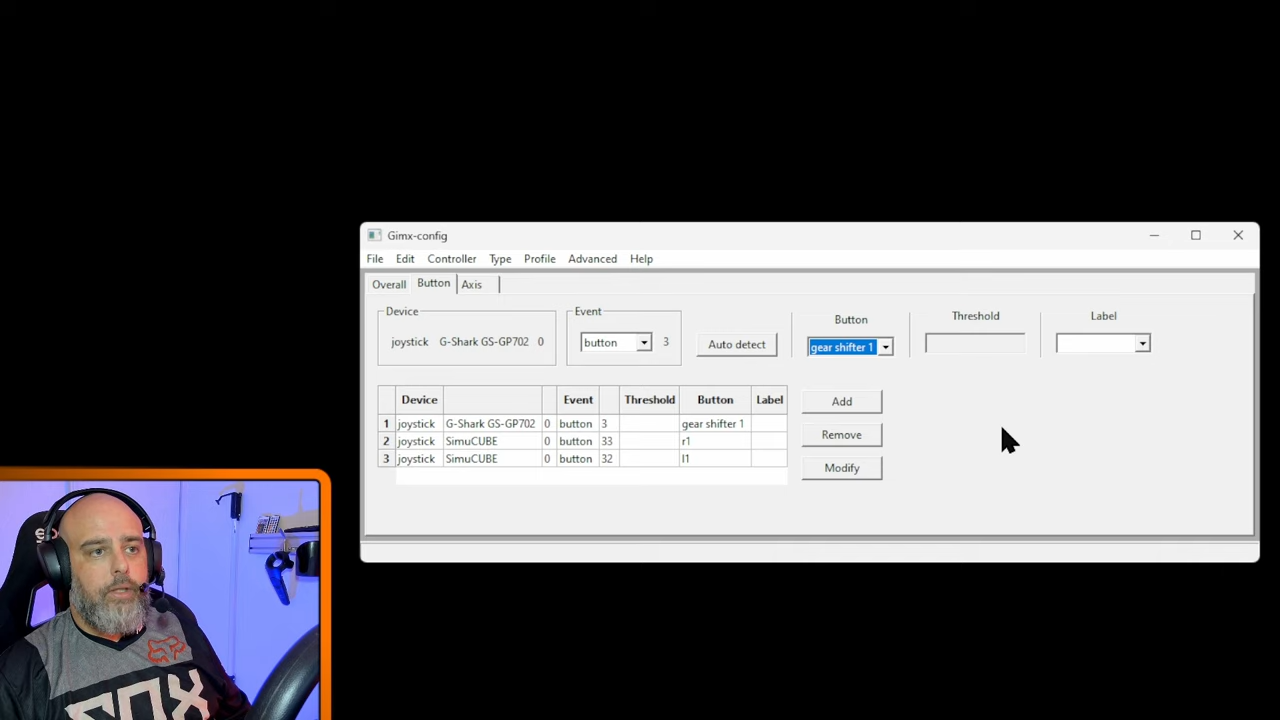 Gimx-config
File Edit Controller Type Profile Advanced Help
Overall Button Axis
Device
joystick G-Shark GS-GP702 0
Event
button 3
Auto detect
Button
gear shifter 1
Threshold
Label
Device Event Threshold Button Label
1 joystick G-Shark GS-GP702 0 button 3 gear shifter 1
2 joystick SimuCUBE 0 button 33 r1
3 joystick SimuCUBE 0 button 32 l1
Add
Remove
Modify
FOX